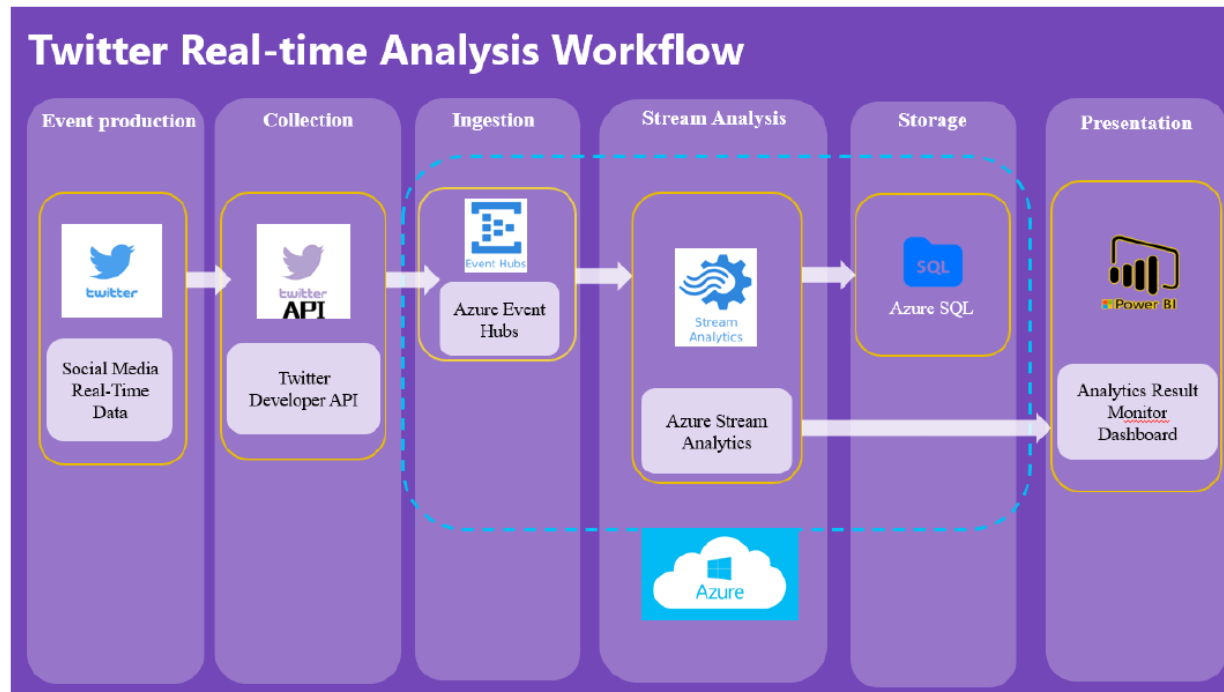 Twitter Real-time Analysis Workflow
Event production
Collection
Ingestion
Stream Analysis
Storage
Presentation
twitter
Social Media
Real-Time
Data
twitter
API
Twitter
Developer API
Event Hubs
Azure Event
Hubs
Stream
Analytics
Azure Stream
Analytics
SQL
Azure SQL
Power BI
Analytics Result
Monitor
Dashboard
Azure